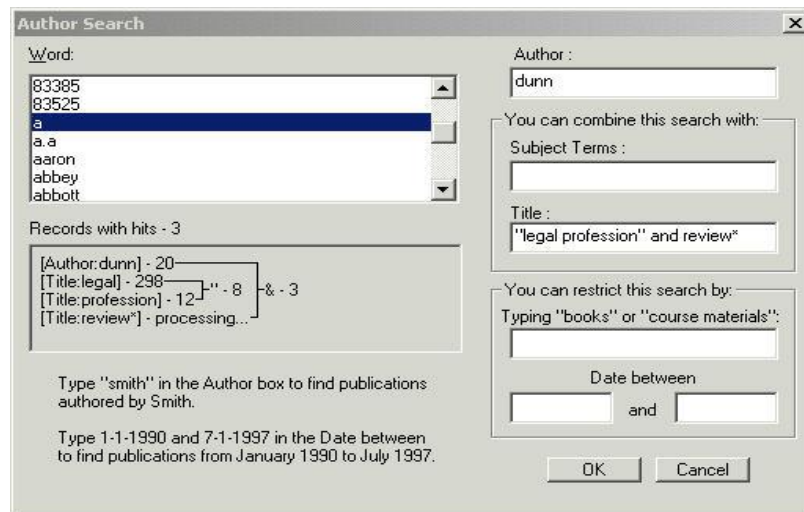 Author Search
Word:
83385
83525
a
a.a
aaron
abbey
abbott
Records with hits - 3
[Author:dunn] - 20
[Title:legal] - 298
[Title:profession] - 12
" - 8
& - 3
[Title:review*] - processing...
Type "smith" in the Author box to find publications
authored by Smith.
Type 1-1-1990 and 7-1-1997 in the Date between
to find publications from January 1990 to July 1997.
Author :
dunn
You can combine this search with:
Subject Terms :
Title :
"legal profession" and review*
You can restrict this search by:
Typing "books" or "course materials":
Date between
and
OK
Cancel